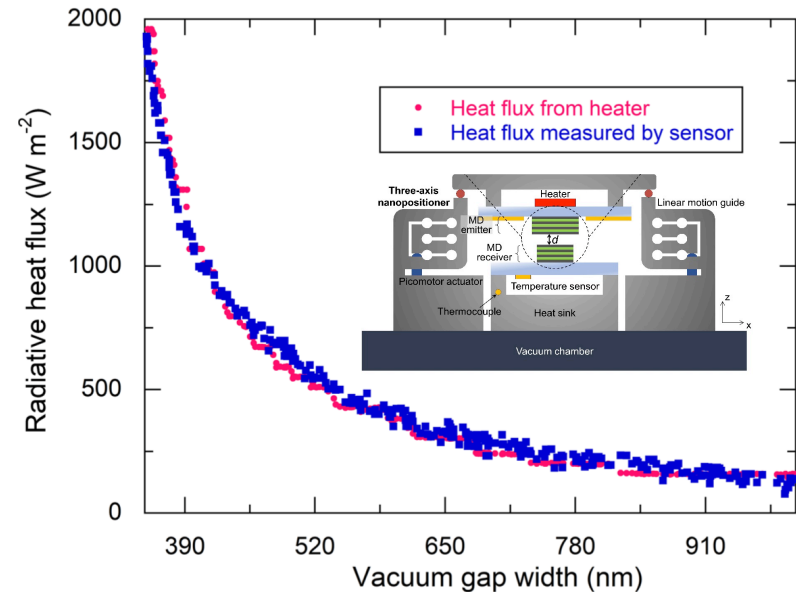 2000
1500
1000
500
0
Radiative heat flux (W m⁻²)
Heat flux from heater
Heat flux measured by sensor
Three-axis
nanopositioner
Heater
Linear motion guide
MD
emitter
d
MD
receiver
Picomotor actuator
Temperature sensor
Thermocouple
Heat sink
z
x
Vacuum chamber
390 520 650 780 910
Vacuum gap width (nm)